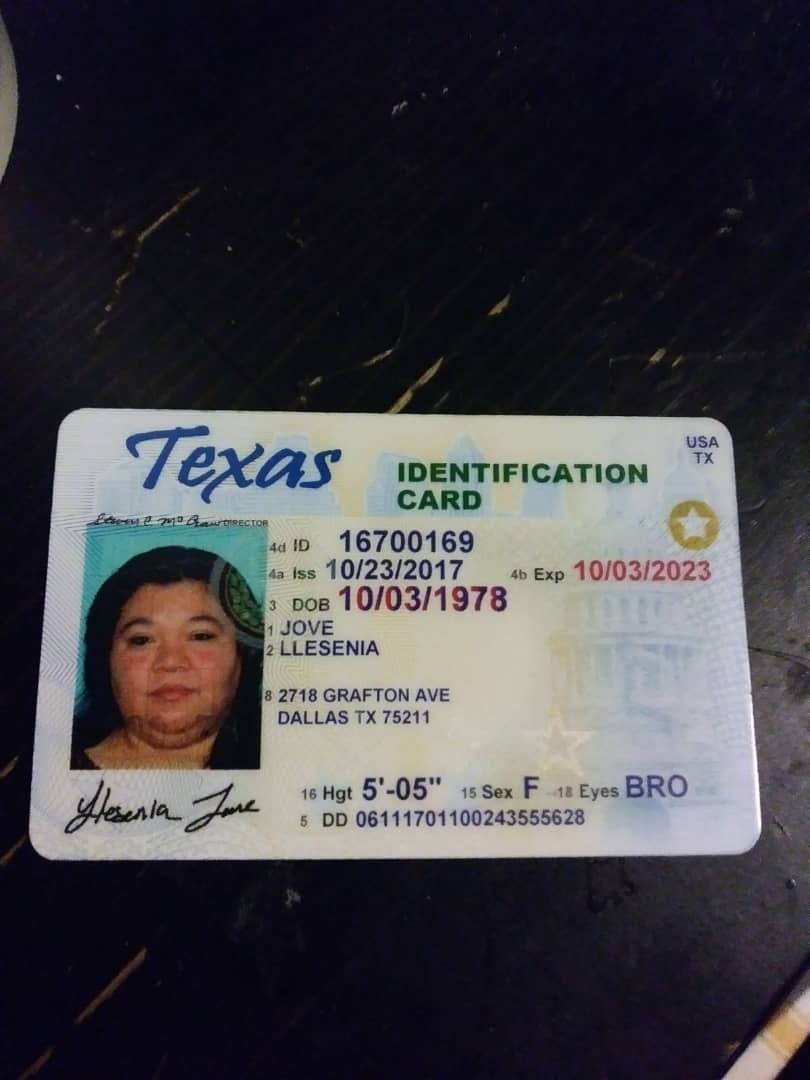 Texas
USA
TX
IDENTIFICATION
CARD
DIRECTOR
4d ID 16700169
4a Iss 10/23/2017 4b Exp 10/03/2023
3 DOB 10/03/1978
1 JOVE
2 LLESENIA
8 2718 GRAFTON AVE
DALLAS TX 75211
16 Hgt 5'-05" 15 Sex F 18 Eyes BRO
5 DD 06111701100243555628
Llesenia Jove